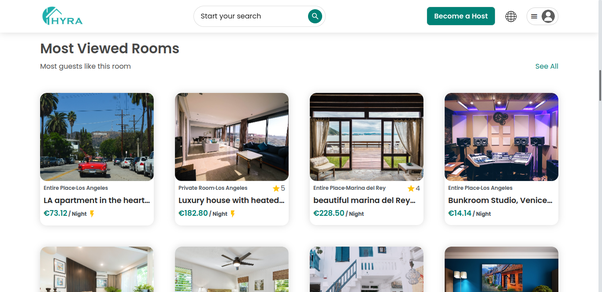 HYRA
Start your search
Become a Host
Most Viewed Rooms
Most guests like this room
See All
Entire Place-Los Angeles
LA apartment in the heart...
€73.12 / Night
Private Room-Los Angeles
5
Luxury house with heated...
€182.80 / Night
Entire Place-Marina del Rey
4
beautiful marina del Rey...
€228.50 / Night
Entire Place-Los Angeles
Bunkroom Studio, Venice...
€14.14 / Night